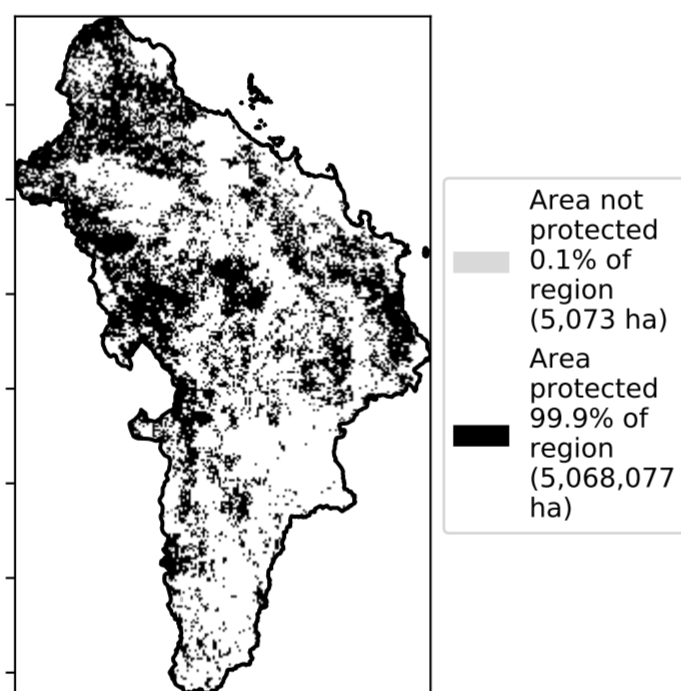 Area not
protected
0.1% of
region
(5,073 ha)
Area
protected
99.9% of
region
(5,068,077
ha)